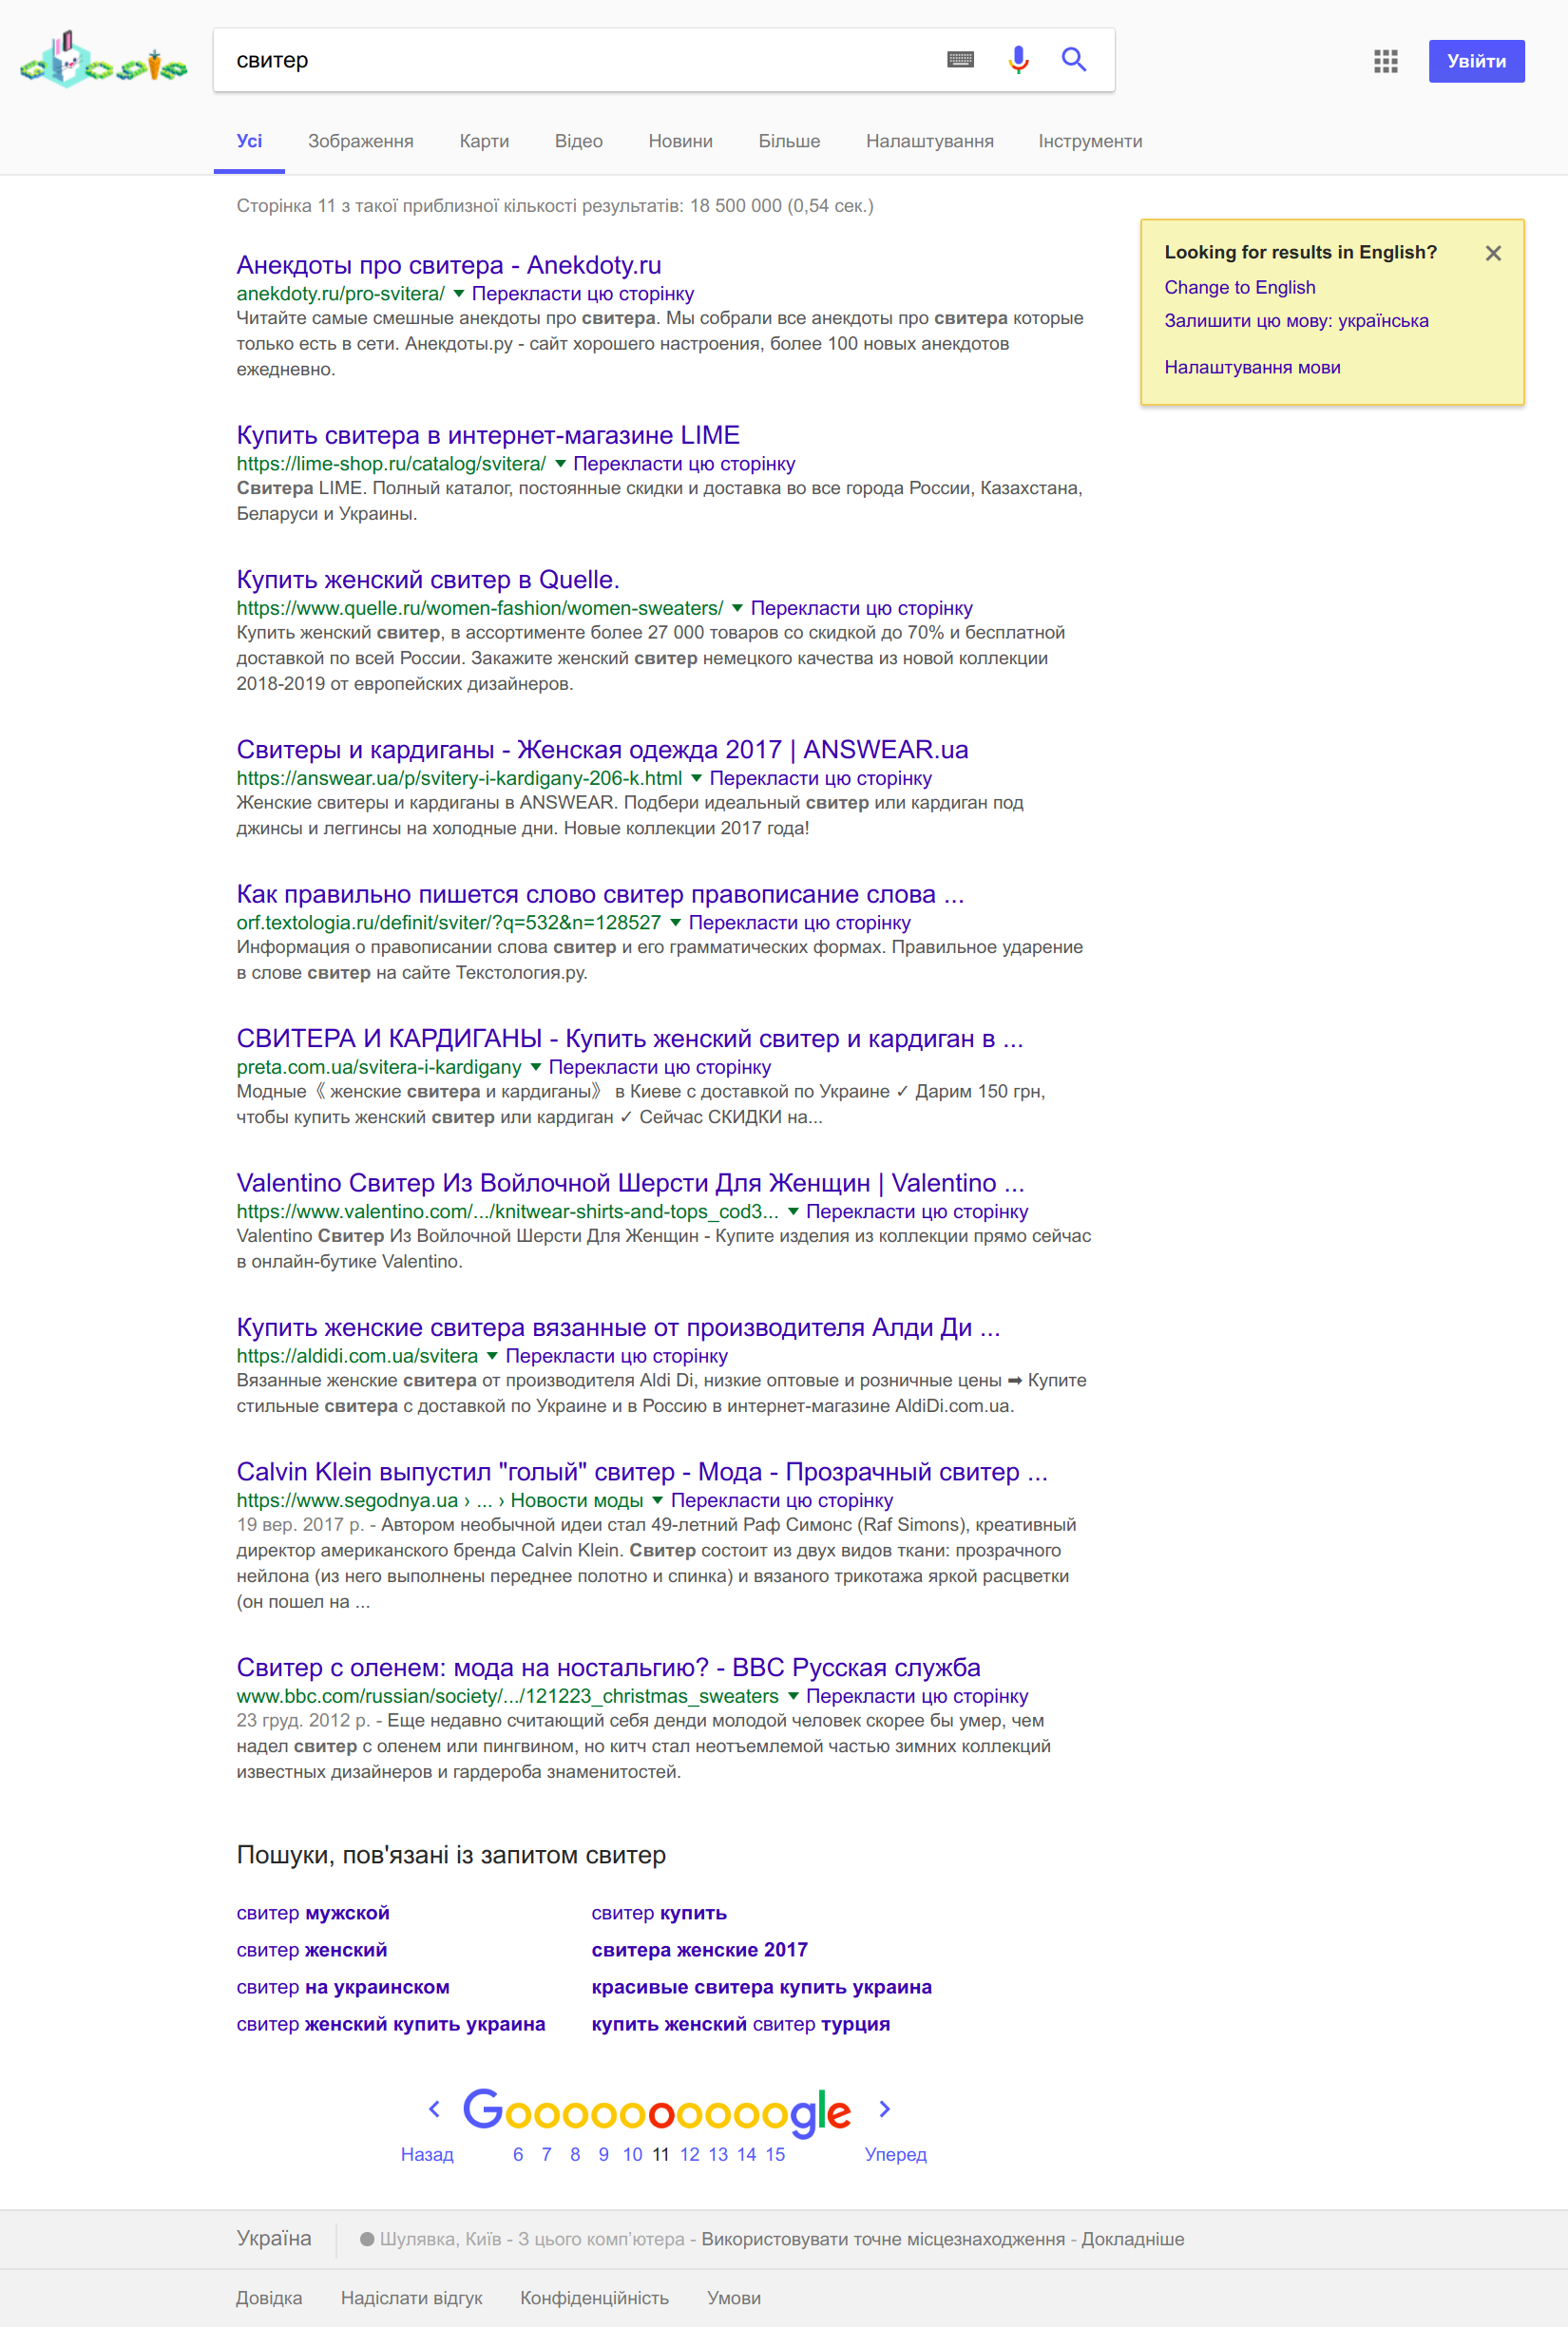 свитер
Увійти
Усі Зображення Карти Відео Новини Більше Налаштування Інструменти
Сторінка 11 з такої приблизної кількості результатів: 18 500 000 (0,54 сек.)
Looking for results in English?
Change to English
Залишити цю мову: українська
Налаштування мови
Анекдоты про свитера - Anekdoty.ru
anekdoty.ru/pro-svitera/ Перекласти цю сторінку
Читайте самые смешные анекдоты про свитера. Мы собрали все анекдоты про свитера которые
только есть в сети. Анекдоты.ру - сайт хорошего настроения, более 100 новых анекдотов
ежедневно.
Купить свитера в интернет-магазине LIME
https://lime-shop.ru/catalog/svitera/ Перекласти цю сторінку
Свитера LIME. Полный каталог, постоянные скидки и доставка во все города России, Казахстана,
Беларуси и Украины.
Купить женский свитер в Quelle.
https://www.quelle.ru/women-fashion/women-sweaters/ Перекласти цю сторінку
Купить женский свитер, в ассортименте более 27 000 товаров со скидкой до 70% и бесплатной
доставкой по всей России. Закажите женский свитер немецкого качества из новой коллекции
2018-2019 от европейских дизайнеров.
Свитеры и кардиганы - Женская одежда 2017 | ANSWEAR.ua
https://answear.ua/p/svitery-i-kardigany-206-k.html Перекласти цю сторінку
Женские свитеры и кардиганы в ANSWEAR. Подбери идеальный свитер или кардиган под
джинсы и леггинсы на холодные дни. Новые коллекции 2017 года!
Как правильно пишется слово свитер правописание слова ...
orf.textologia.ru/definit/sviter/?q=532&n=128527 Перекласти цю сторінку
Информация о правописании слова свитер и его грамматических формах. Правильное ударение
в слове свитер на сайте Текстология.ру.
СВИТЕРА И КАРДИГАНЫ - Купить женский свитер и кардиган в ...
preta.com.ua/svitera-i-kardigany Перекласти цю сторінку
Модные《 женские свитера и кардиганы》 в Киеве с доставкой по Украине ✓ Дарим 150 грн,
чтобы купить женский свитер или кардиган ✓ Сейчас СКИДКИ на...
Valentino Свитер Из Войлочной Шерсти Для Женщин | Valentino ...
https://www.valentino.com/.../knitwear-shirts-and-tops_cod3... Перекласти цю сторінку
Valentino Свитер Из Войлочной Шерсти Для Женщин - Купите изделия из коллекции прямо сейчас
в онлайн-бутике Valentino.
Купить женские свитера вязанные от производителя Алди Ди ...
https://aldidi.com.ua/svitera Перекласти цю сторінку
Вязанные женские свитера от производителя Aldi Di, низкие оптовые и розничные цены ➡ Купите
стильные свитера с доставкой по Украине и в Россию в интернет-магазине AldiDi.com.ua.
Calvin Klein выпустил "голый" свитер - Мода - Прозрачный свитер ...
https://www.segodnya.ua › ... › Новости моды Перекласти цю сторінку
19 вер. 2017 р. - Автором необычной идеи стал 49-летний Раф Симонс (Raf Simons), креативный
директор американского бренда Calvin Klein. Свитер состоит из двух видов ткани: прозрачного
нейлона (из него выполнены переднее полотно и спинка) и вязаного трикотажа яркой расцветки
(он пошел на ...
Свитер с оленем: мода на ностальгию? - BBC Русская служба
www.bbc.com/russian/society/.../121223_christmas_sweaters Перекласти цю сторінку
23 груд. 2012 р. - Еще недавно считающий себя денди молодой человек скорее бы умер, чем
надел свитер с оленем или пингвином, но китч стал неотъемлемой частью зимних коллекций
известных дизайнеров и гардероба знаменитостей.
Пошуки, пов'язані із запитом свитер
свитер мужской свитер купить
свитер женский свитера женские 2017
свитер на украинском красивые свитера купить украина
свитер женский купить украина купить женский свитер турция
Goooooooooogle
Назад 6 7 8 9 10 11 12 13 14 15 Уперед
Україна Шулявка, Київ - З цього комп’ютера - Використовувати точне місцезнаходження - Докладніше
Довідка Надіслати відгук Конфіденційність Умови